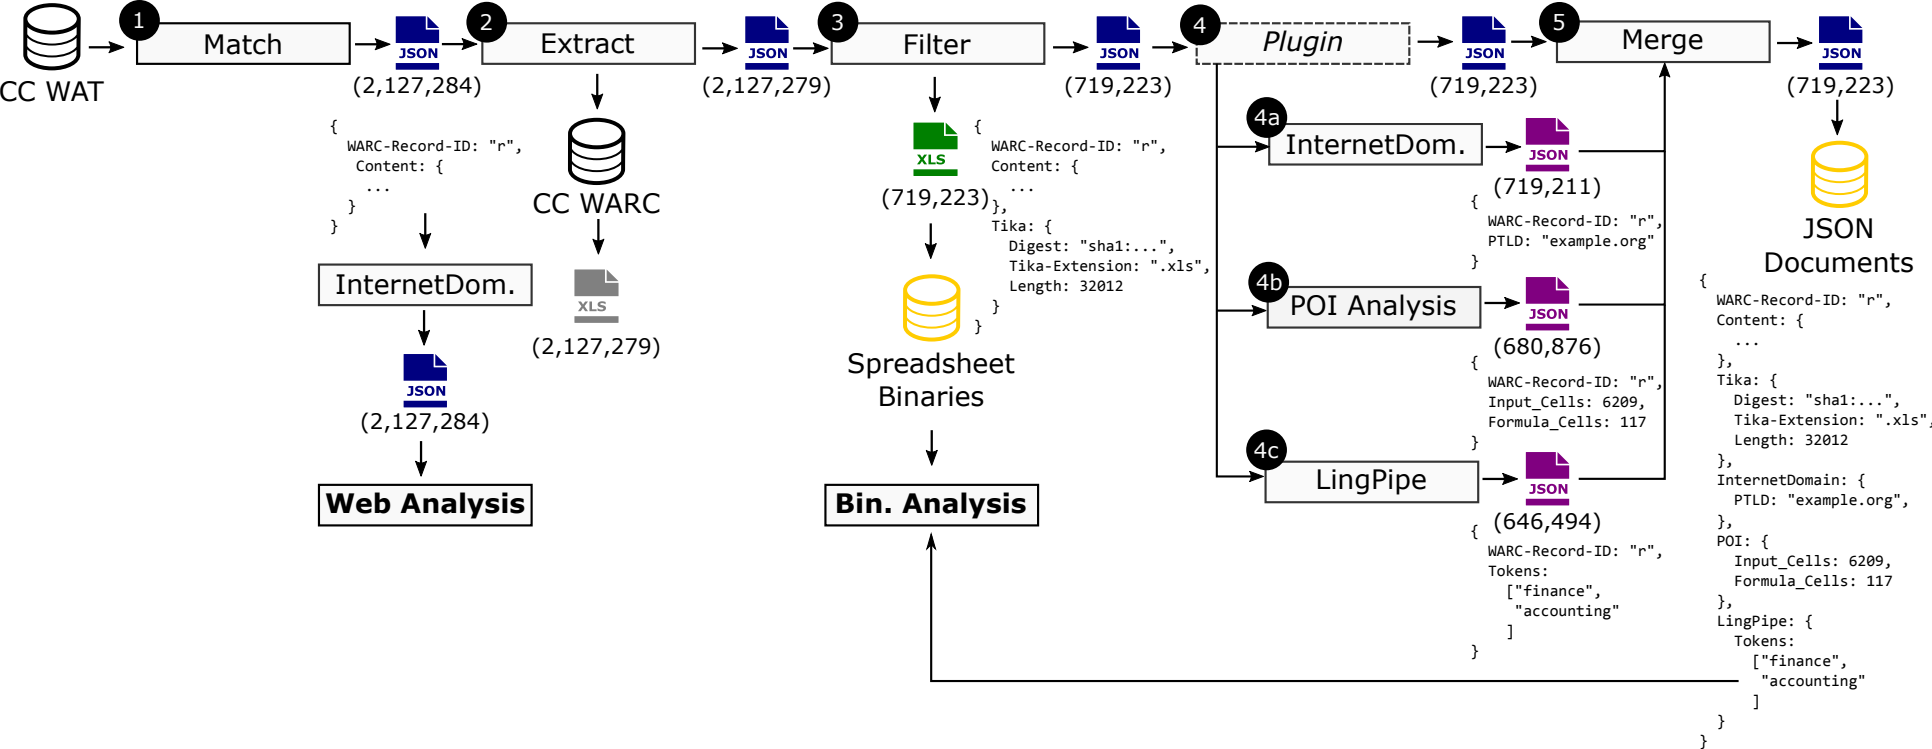 1
Match
CC WAT
JSON
(2,127,284)
{
  WARC-Record-ID: "r",
   Content: {
    ...
  }
}
InternetDom.
JSON
(2,127,284)
Web Analysis
2
Extract
CC WARC
XLS
(2,127,279)
JSON
(2,127,279)
3
Filter
XLS
(719,223)
Spreadsheet
Binaries
Bin. Analysis
{
  WARC-Record-ID: "r",
  Content: {
    ...
  },
  Tika: {
    Digest: "sha1:...",
    Tika-Extension: ".xls",
    Length: 32012
  }
}
JSON
(719,223)
4
Plugin
JSON
(719,223)
4a
InternetDom.
JSON
(719,211)
{
  WARC-Record-ID: "r",
  PTLD: "example.org"
}
4b
POI Analysis
JSON
(680,876)
{
  WARC-Record-ID: "r",
  Input_Cells: 6209,
  Formula_Cells: 117
}
4c
LingPipe
JSON
(646,494)
{
  WARC-Record-ID: "r",
  Tokens:
    ["finance",
     "accounting"
    ]
}
5
Merge
JSON
(719,223)
JSON
Documents
{
  WARC-Record-ID: "r",
  Content: {
    ...
  },
  Tika: {
    Digest: "sha1:...",
    Tika-Extension: ".xls",
    Length: 32012
  },
  InternetDomain: {
    PTLD: "example.org",
  },
  POI: {
    Input_Cells: 6209,
    Formula_Cells: 117
  },
  LingPipe: {
    Tokens:
      ["finance",
       "accounting"
      ]
  }
}